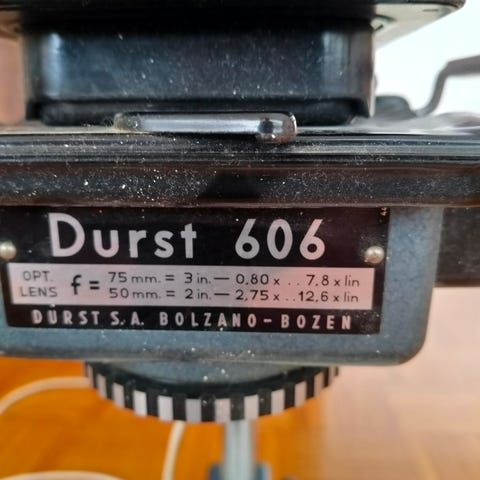 Durst 606
OPT. LENS f = 75 mm. = 3 in. — 0,80 x . . 7,8 x lin
50 mm. = 2 in. — 2,75 x . . 12,6 x lin
DURST S.A. BOLZANO - BOZEN